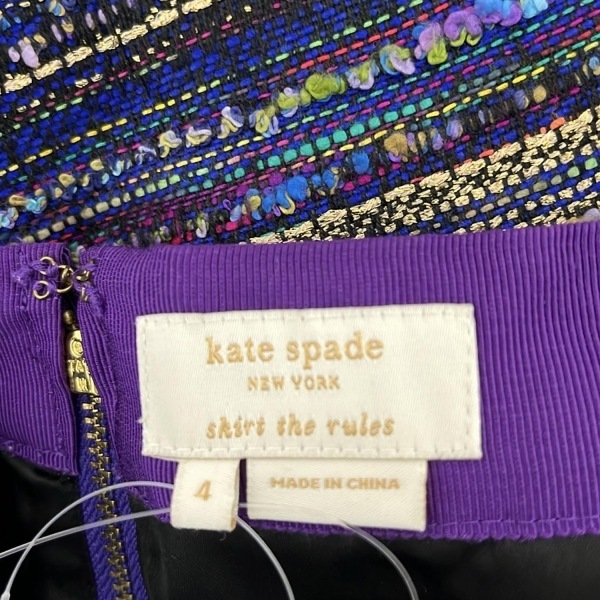 kate spade
NEW YORK
skirt the rules
4
MADE IN CHINA